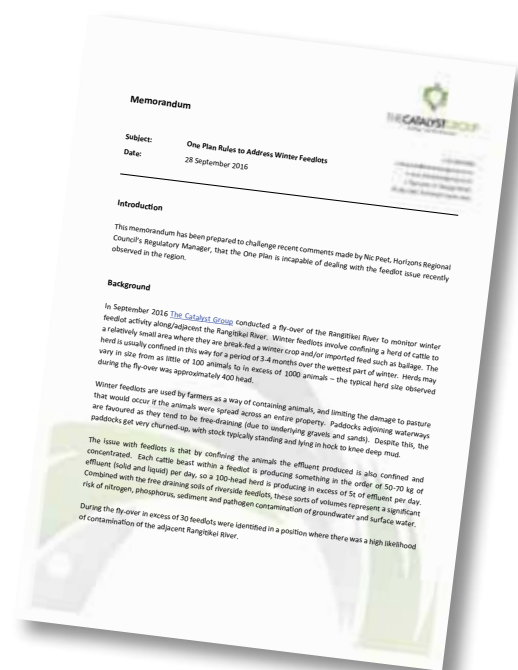 THE CATALYST GROUP
Memorandum
Subject: One Plan Rules to Address Winter Feedlots
Date: 28 September 2016
Introduction
This memorandum has been prepared to challenge recent comments made by Nic Peet, Horizons Regional
Council's Regulatory Manager, that the One Plan is incapable of dealing with the feedlot issue recently
observed in the region.
Background
In September 2016 The Catalyst Group conducted a fly-over of the Rangitikei River to monitor winter
feedlot activity along/adjacent the Rangitikei River. Winter feedlots involve confining a herd of cattle to
a relatively small area where they are break-fed a winter crop and/or imported feed such as bailage. The
herd is usually confined in this way for a period of 3-4 months over the wettest part of winter. Herds may
vary in size from as little of 100 animals to in excess of 1000 animals – the typical herd size observed
during the fly-over was approximately 400 head.
Winter feedlots are used by farmers as a way of containing animals, and limiting the damage to pasture
that would occur if the animals were spread across an entire property. Paddocks adjoining waterways
are favoured as they tend to be free-draining (due to underlying gravels and sands). Despite this, the
paddocks get very churned-up, with stock typically standing and lying in hock to knee deep mud.
The issue with feedlots is that by confining the animals the effluent produced is also confined and
concentrated. Each cattle beast within a feedlot is producing something in the order of 50-70 kg of
effluent (solid and liquid) per day, so a 100-head herd is producing in excess of 5t of effluent per day.
Combined with the free draining soils of riverside feedlots, these sorts of volumes represent a significant
risk of nitrogen, phosphorus, sediment and pathogen contamination of groundwater and surface water.
During the fly-over in excess of 30 feedlots were identified in a position where there was a high likelihood
of contamination of the adjacent Rangitikei River.